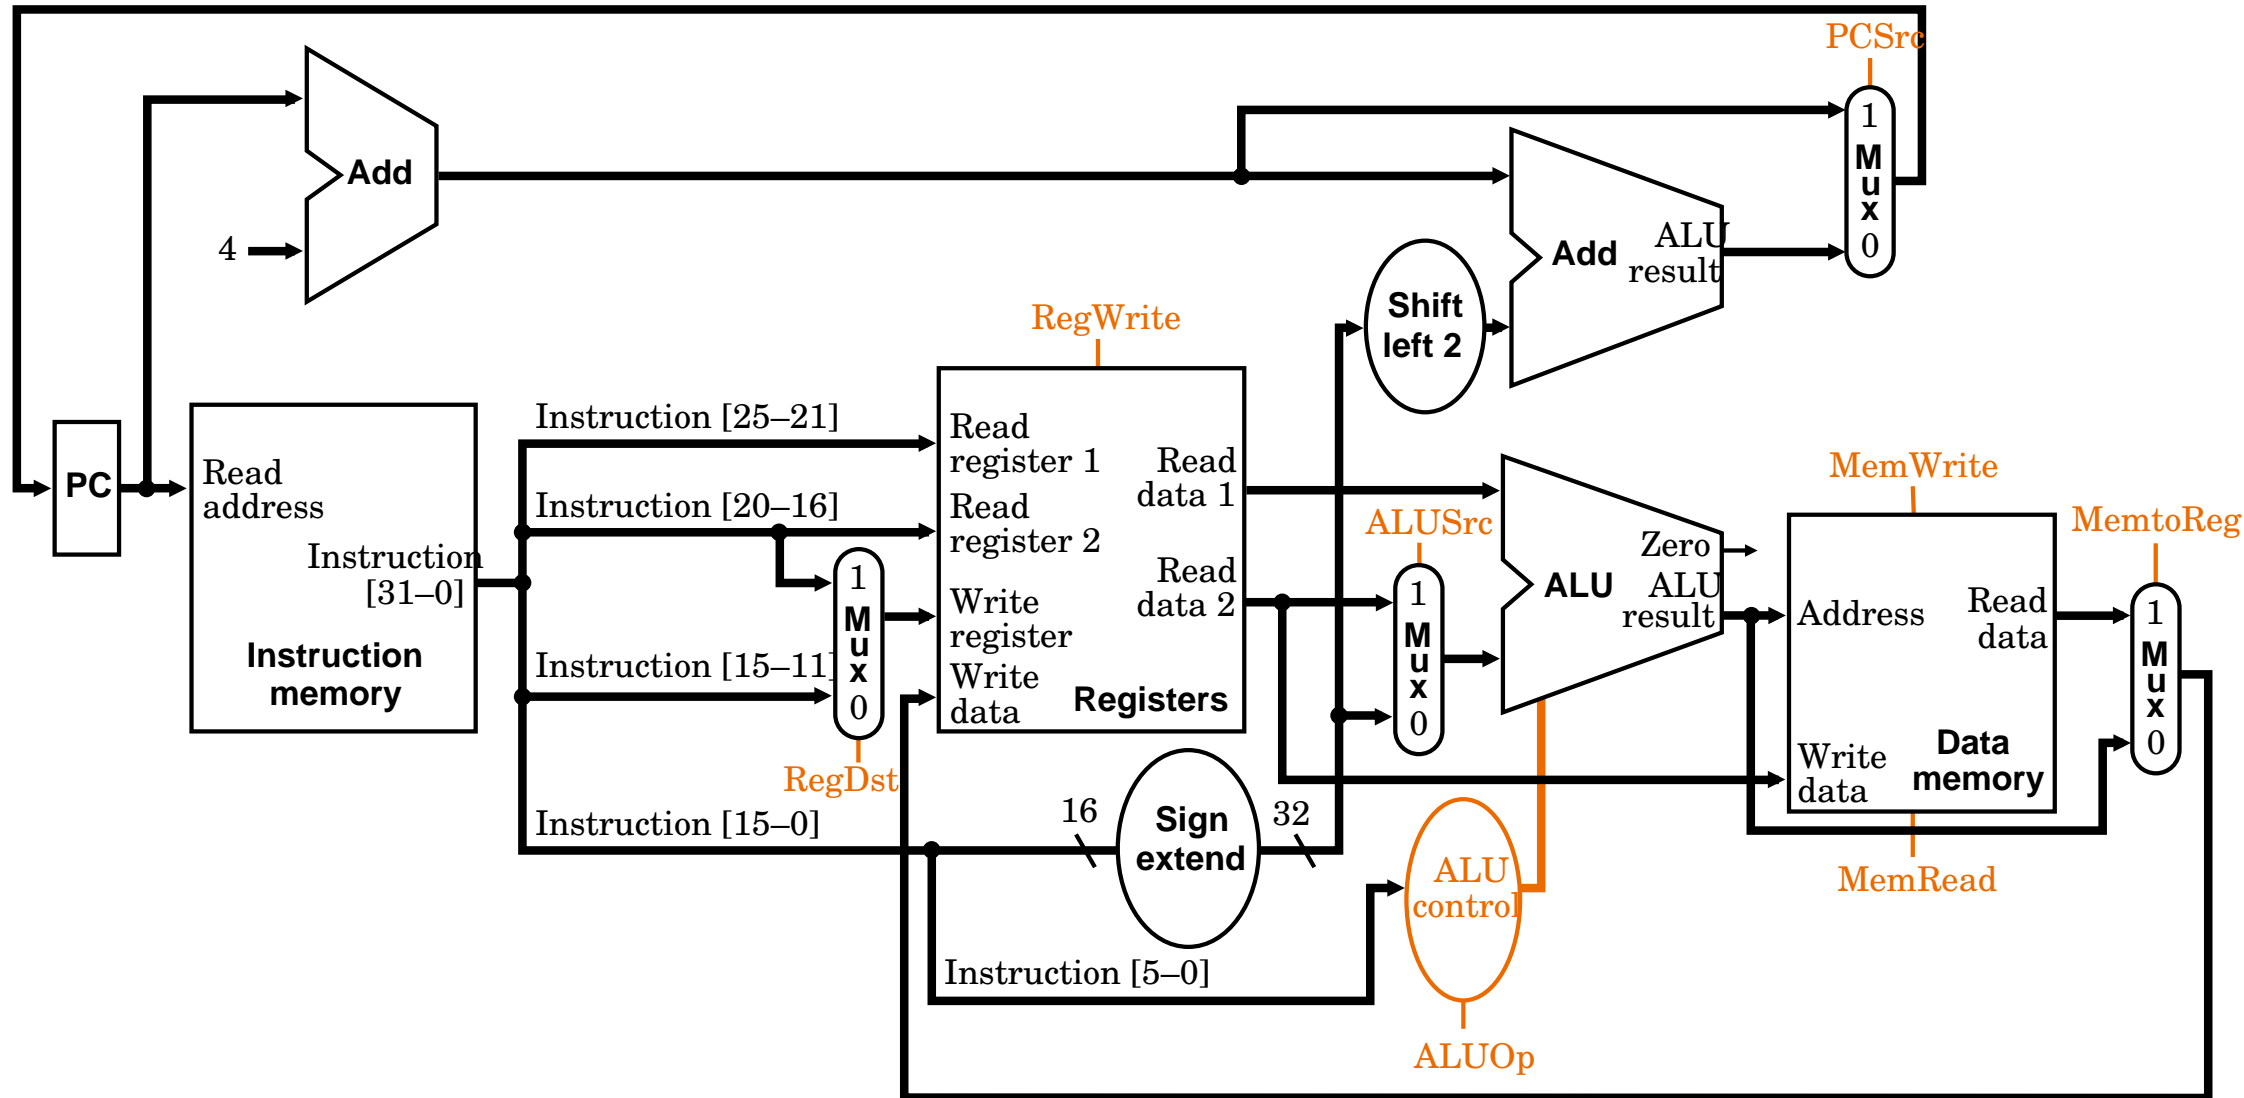 PCSrc
1
M
u
x
0
Add
4
Add
ALU
result
Shift
left 2
RegWrite
PC
Read
address
Instruction
[31–0]
Instruction
memory
Instruction [25–21]
Instruction [20–16]
Instruction [15–11]
Instruction [15–0]
1
M
u
x
0
RegDst
Read
register 1
Read
register 2
Write
register
Write
data
Read
data 1
Read
data 2
Registers
16
Sign
extend
32
Instruction [5–0]
ALUSrc
1
M
u
x
0
Zero
ALU
ALU
result
ALU
control
ALUOp
MemWrite
Address
Read
data
Write
data
Data
memory
MemRead
MemtoReg
1
M
u
x
0